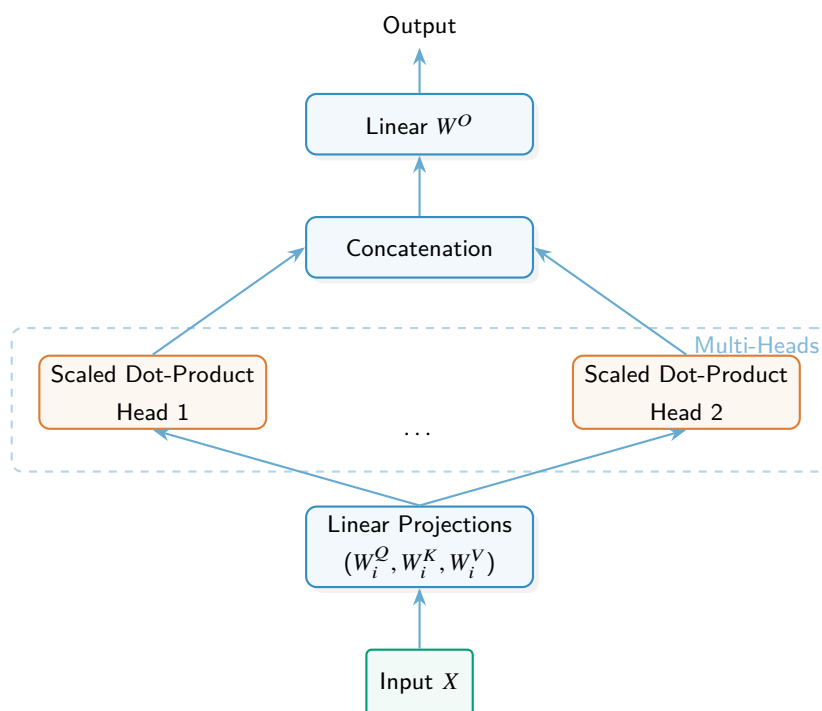 Output
Linear W^O
Concatenation
Multi-Heads
Scaled Dot-Product
Head 1
Scaled Dot-Product
Head 2
...
Linear Projections
(W_i^Q, W_i^K, W_i^V)
Input X